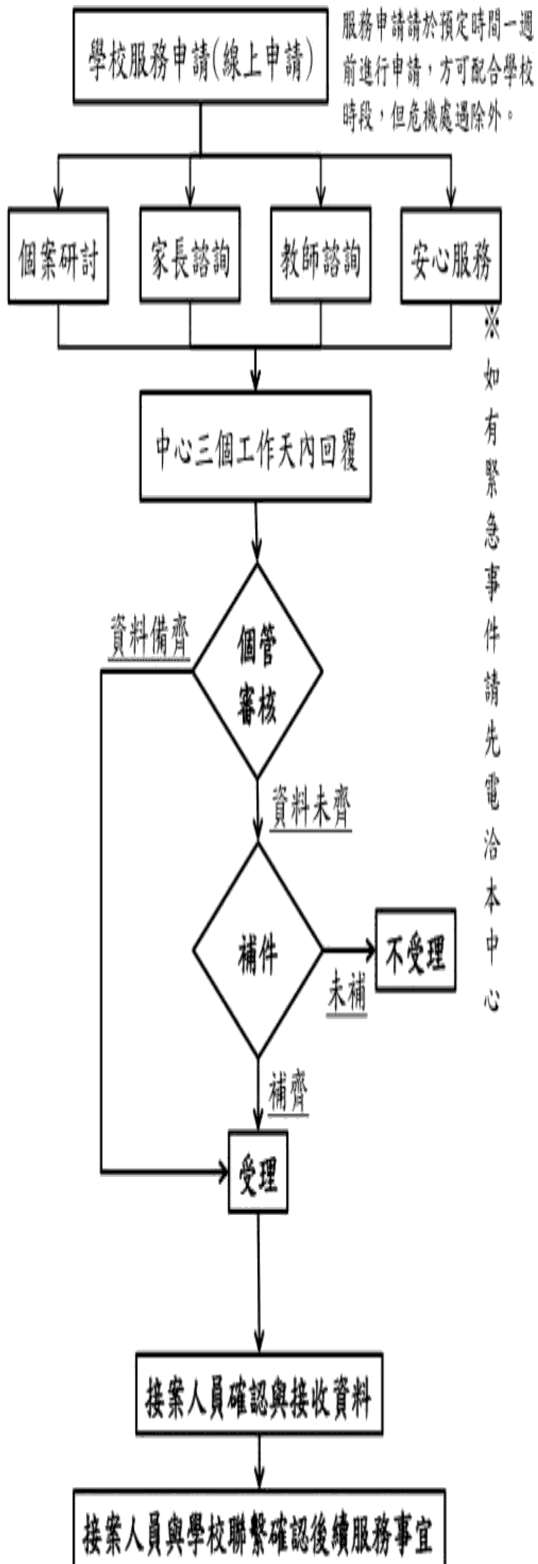 學校服務申請(線上申請)
服務申請請於預定時間一週
前進行申請，方可配合學校
時段，但危機處遇除外。
個案研討
家長諮詢
教師諮詢
安心服務
※如有緊急事件請先電洽本中心
中心三個工作天內回覆
資料備齊
個管
審核
資料未齊
補件
不受理
未補
補齊
受理
接案人員確認與接收資料
接案人員與學校聯繫確認後續服務事宜